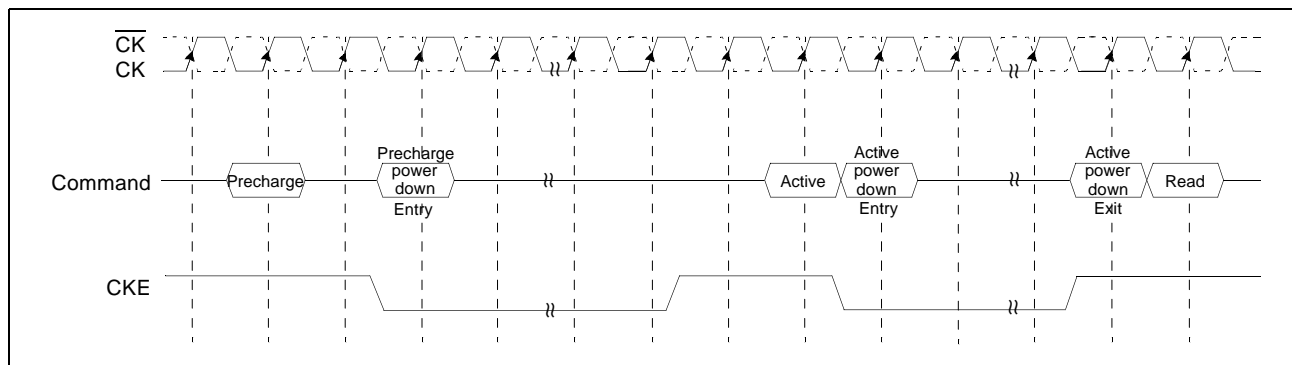 CK
CK
Command
Precharge
Precharge
power
down
Entry
Active
Active
power
down
Entry
Active
power
down
Exit
Read
CKE